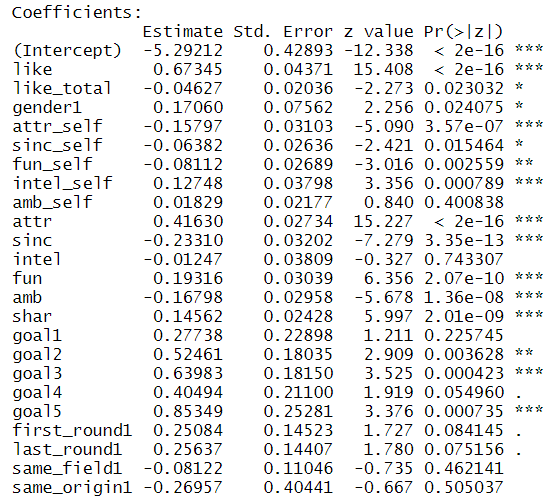 Coefficients:
Estimate Std. Error z value Pr(>|z|)
(Intercept) -5.29212 0.42893 -12.338 < 2e-16 ***
like 0.67345 0.04371 15.408 < 2e-16 ***
like_total -0.04627 0.02036 -2.273 0.023032 *
gender1 0.17060 0.07562 2.256 0.024075 *
attr_self -0.15797 0.03103 -5.090 3.57e-07 ***
sinc_self -0.06382 0.02636 -2.421 0.015464 *
fun_self -0.08112 0.02689 -3.016 0.002559 **
intel_self 0.12748 0.03798 3.356 0.000789 ***
amb_self 0.01829 0.02177 0.840 0.400838
attr 0.41630 0.02734 15.227 < 2e-16 ***
sinc -0.23310 0.03202 -7.279 3.35e-13 ***
intel -0.01247 0.03809 -0.327 0.743307
fun 0.19316 0.03039 6.356 2.07e-10 ***
amb -0.16798 0.02958 -5.678 1.36e-08 ***
shar 0.14562 0.02428 5.997 2.01e-09 ***
goal1 0.27738 0.22898 1.211 0.225745
goal2 0.52461 0.18035 2.909 0.003628 **
goal3 0.63983 0.18150 3.525 0.000423 ***
goal4 0.40494 0.21100 1.919 0.054960 .
goal5 0.85349 0.25281 3.376 0.000735 ***
first_round1 0.25084 0.14523 1.727 0.084145 .
last_round1 0.25637 0.14407 1.780 0.075156 .
same_field1 -0.08122 0.11046 -0.735 0.462141
same_origin1 -0.26957 0.40441 -0.667 0.505037